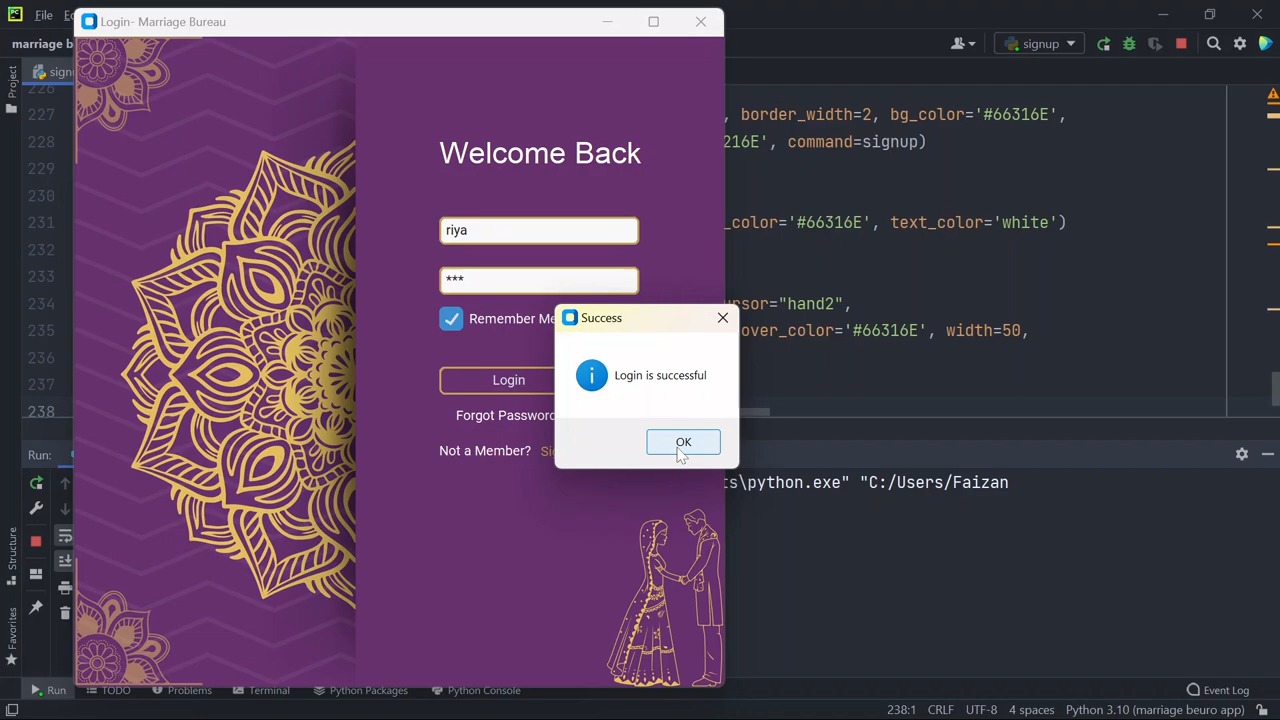 File
Login- Marriage Bureau
marriage b
signup
Project
signu
226
227
, border_width=2, bg_color='#66316E',
228
216E', command=signup)
229
230
231
_color='#66316E', text_color='white')
232
233
234
ursor="hand2",
235
over_color='#66316E', width=50,
236
237
238
Welcome Back
riya
***
Remember Me
Success
Login is successful
OK
Login
Forgot Password
Not a Member? Si
Run:
ts\python.exe" "C:/Users/Faizan
Structure
Favorites
Run
TODO
Problems
Terminal
Python Packages
Python Console
Event Log
238:1 CRLF UTF-8 4 spaces Python 3.10 (marriage beuro app)